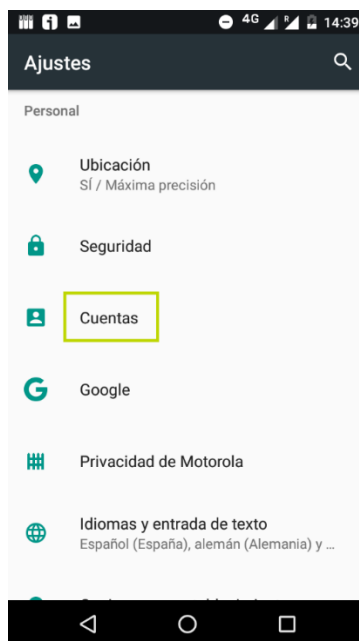 4G R 14:39
Ajustes
Personal
Ubicación
SÍ / Máxima precisión
Seguridad
Cuentas
Google
Privacidad de Motorola
Idiomas y entrada de texto
Español (España), alemán (Alemania) y ...